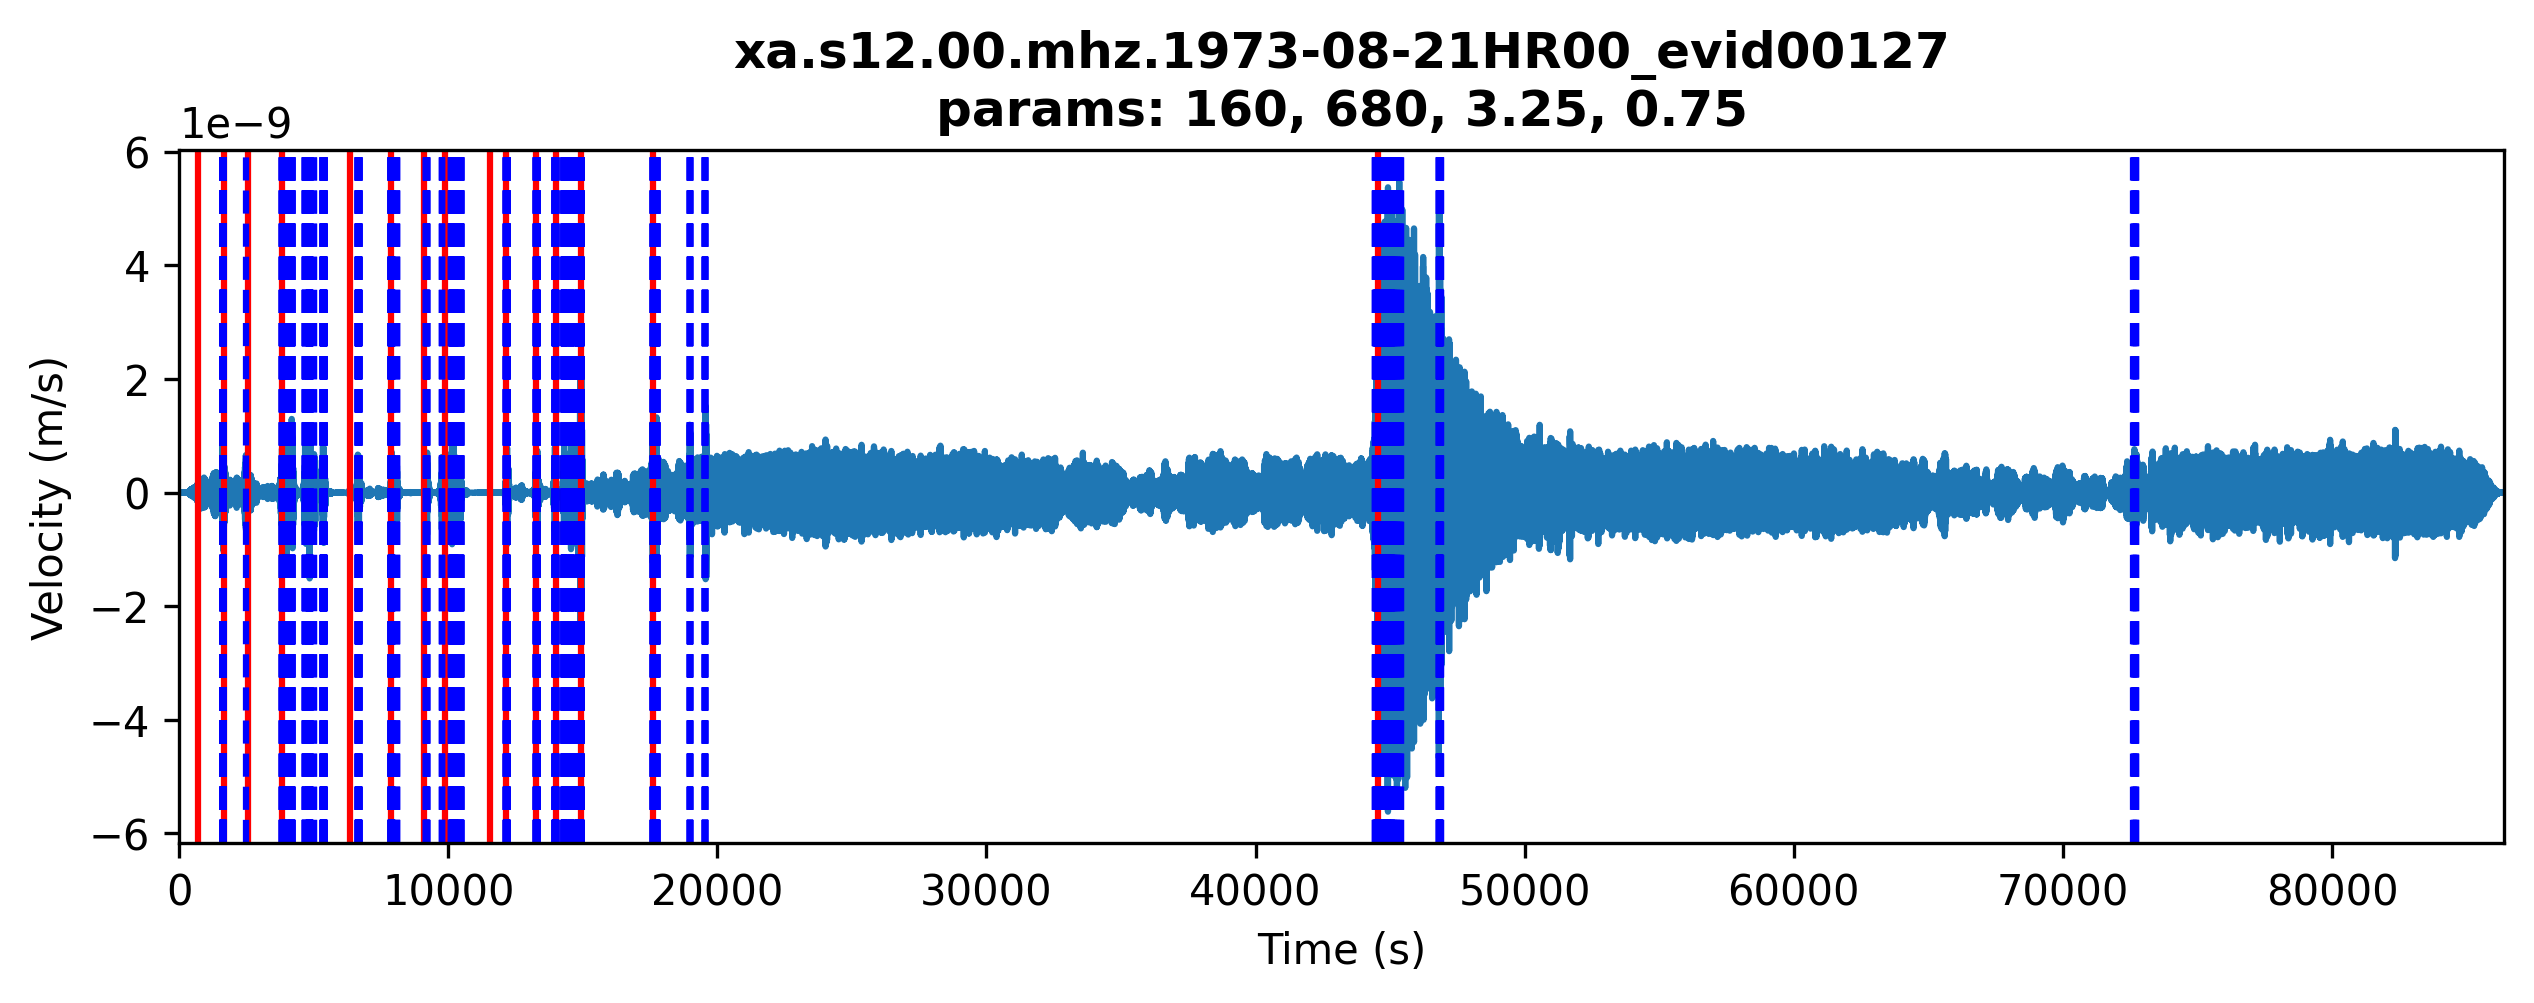 xa.s12.00.mhz.1973-08-21HR00_evid00127
params: 160, 680, 3.25, 0.75
1e−9
6
4
2
0
−2
−4
−6
Velocity (m/s)
0 10000 20000 30000 40000 50000 60000 70000 80000
Time (s)